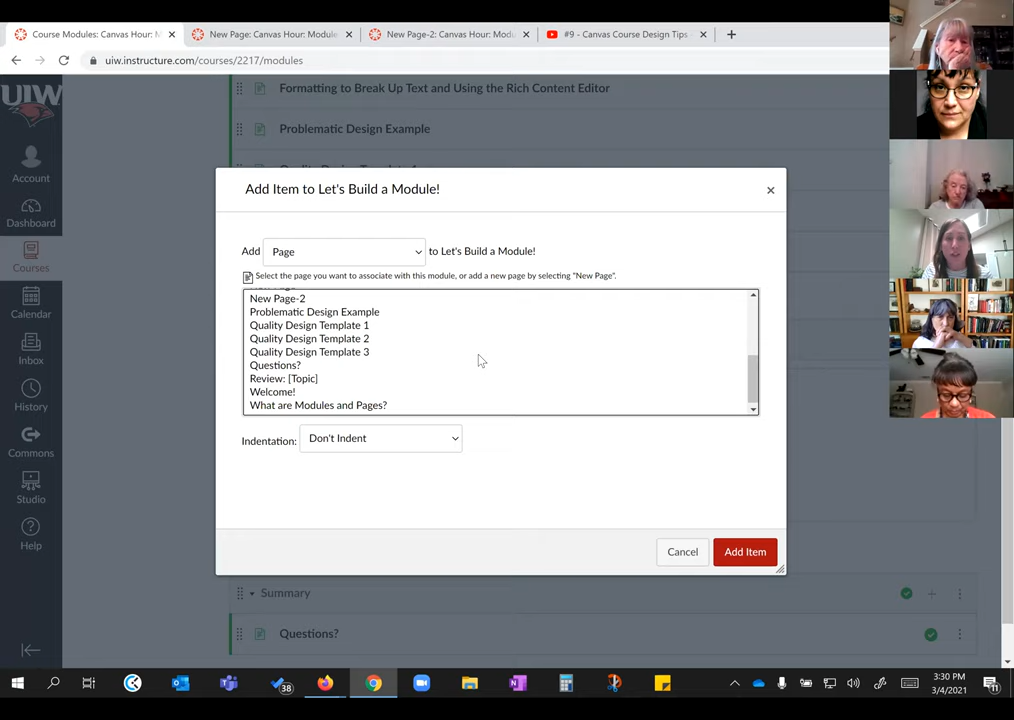 Course Modules: Canvas Hour: M
New Page: Canvas Hour: Module
New Page-2: Canvas Hour: Modu
#9 - Canvas Course Design Tips -
uiw.instructure.com/courses/2217/modules
UIW
Account
Dashboard
Courses
Calendar
Inbox
History
Commons
Studio
Help
Formatting to Break Up Text and Using the Rich Content Editor
Problematic Design Example
Add Item to Let's Build a Module!
Add Page to Let's Build a Module!
Select the page you want to associate with this module, or add a new page by selecting "New Page".
New Page-2
Problematic Design Example
Quality Design Template 1
Quality Design Template 2
Quality Design Template 3
Questions?
Review: [Topic]
Welcome!
What are Modules and Pages?
Indentation: Don't Indent
Cancel
Add Item
Summary
Questions?
38
3:30 PM
3/4/2021
11